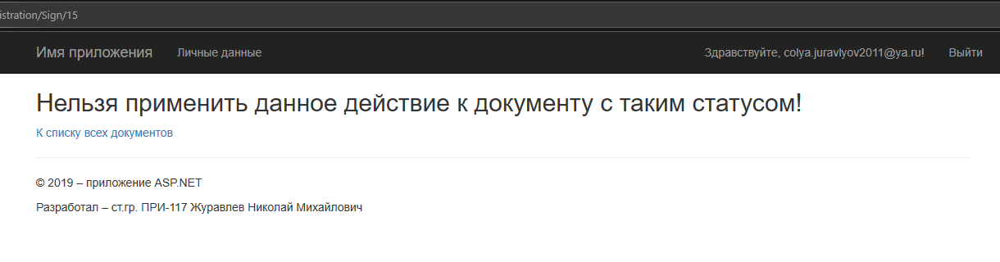 istration/Sign/15
Имя приложения Личные данные Здравствуйте, colya.juravlyov2011@ya.ru! Выйти
Нельзя применить данное действие к документу с таким статусом!
К списку всех документов
© 2019 – приложение ASP.NET
Разработал – ст.гр. ПРИ-117 Журавлев Николай Михайлович